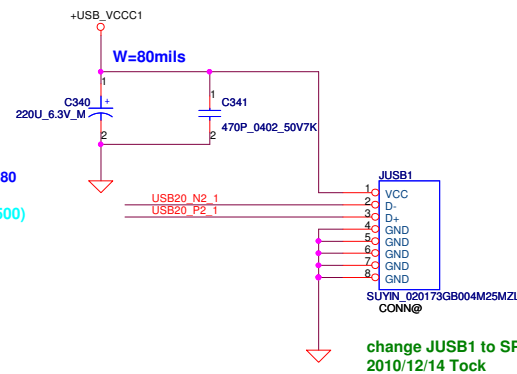 +USB_VCCC1
W=80mils
1
C340
+
220U_6.3V_M
2
1
C341
470P_0402_50V7K
2
80
500)
USB20_N2_1
USB20_P2_1
JUSB1
1 VCC
2 D-
3 D+
4 GND
5 GND
6 GND
7 GND
8 GND
SUYIN_020173GB004M25MZL
CONN@
change JUSB1 to SP
2010/12/14 Tock